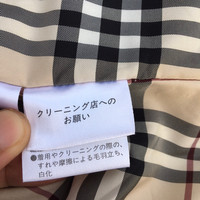 クリーニング店への
お願い
●着用やクリーニングの際の、
すれや摩擦による毛羽立ち。
白化